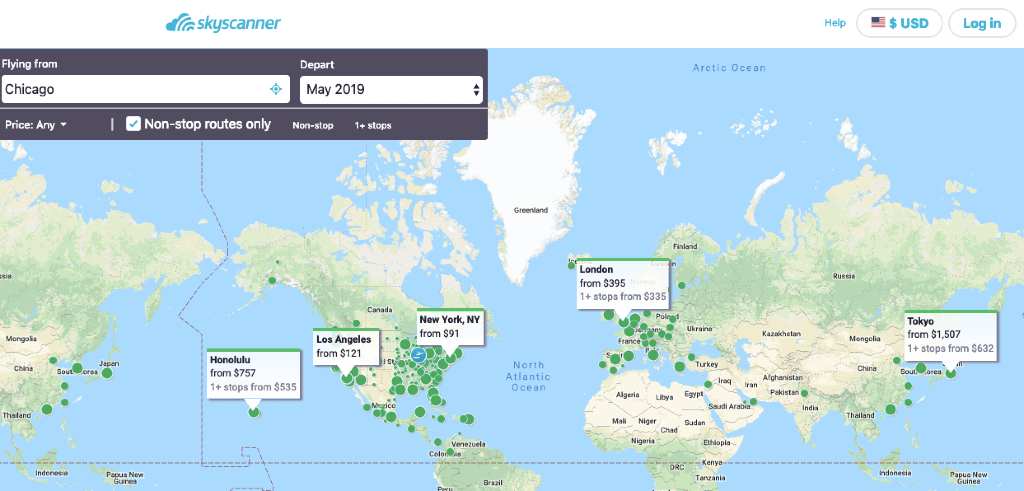 skyscanner
Help
$ USD
Log in
Flying from
Depart
Chicago
May 2019
Price: Any
Non-stop routes only
Non-stop
1+ stops
Arctic Ocean
Greenland
Finland
Russia
Canada
London
from $395
1+ stops from $335
New York, NY
from $91
Los Angeles
from $121
Honolulu
from $757
1+ stops from $535
Tokyo
from $1,507
1+ stops from $632
Mongolia
China
Japan
South Korea
Thailand
Indonesia
Papua New
Guinea
North
Atlantic
Ocean
Mexico
Venezuela
Colombia
Brazil
Ukraine
Kazakhstan
Mongolia
France
Germany
Poland
Spain
Turkey
Iraq
Iran
Afghanistan
Pakistan
China
South Korea
Japan
Algeria
Libya
Egypt
Saudi Arabia
India
Thailand
Mali
Niger
Chad
Sudan
Nigeria
Ethiopia
DRC
Kenya
Tanzania
Indonesia
Papua New
Guinea